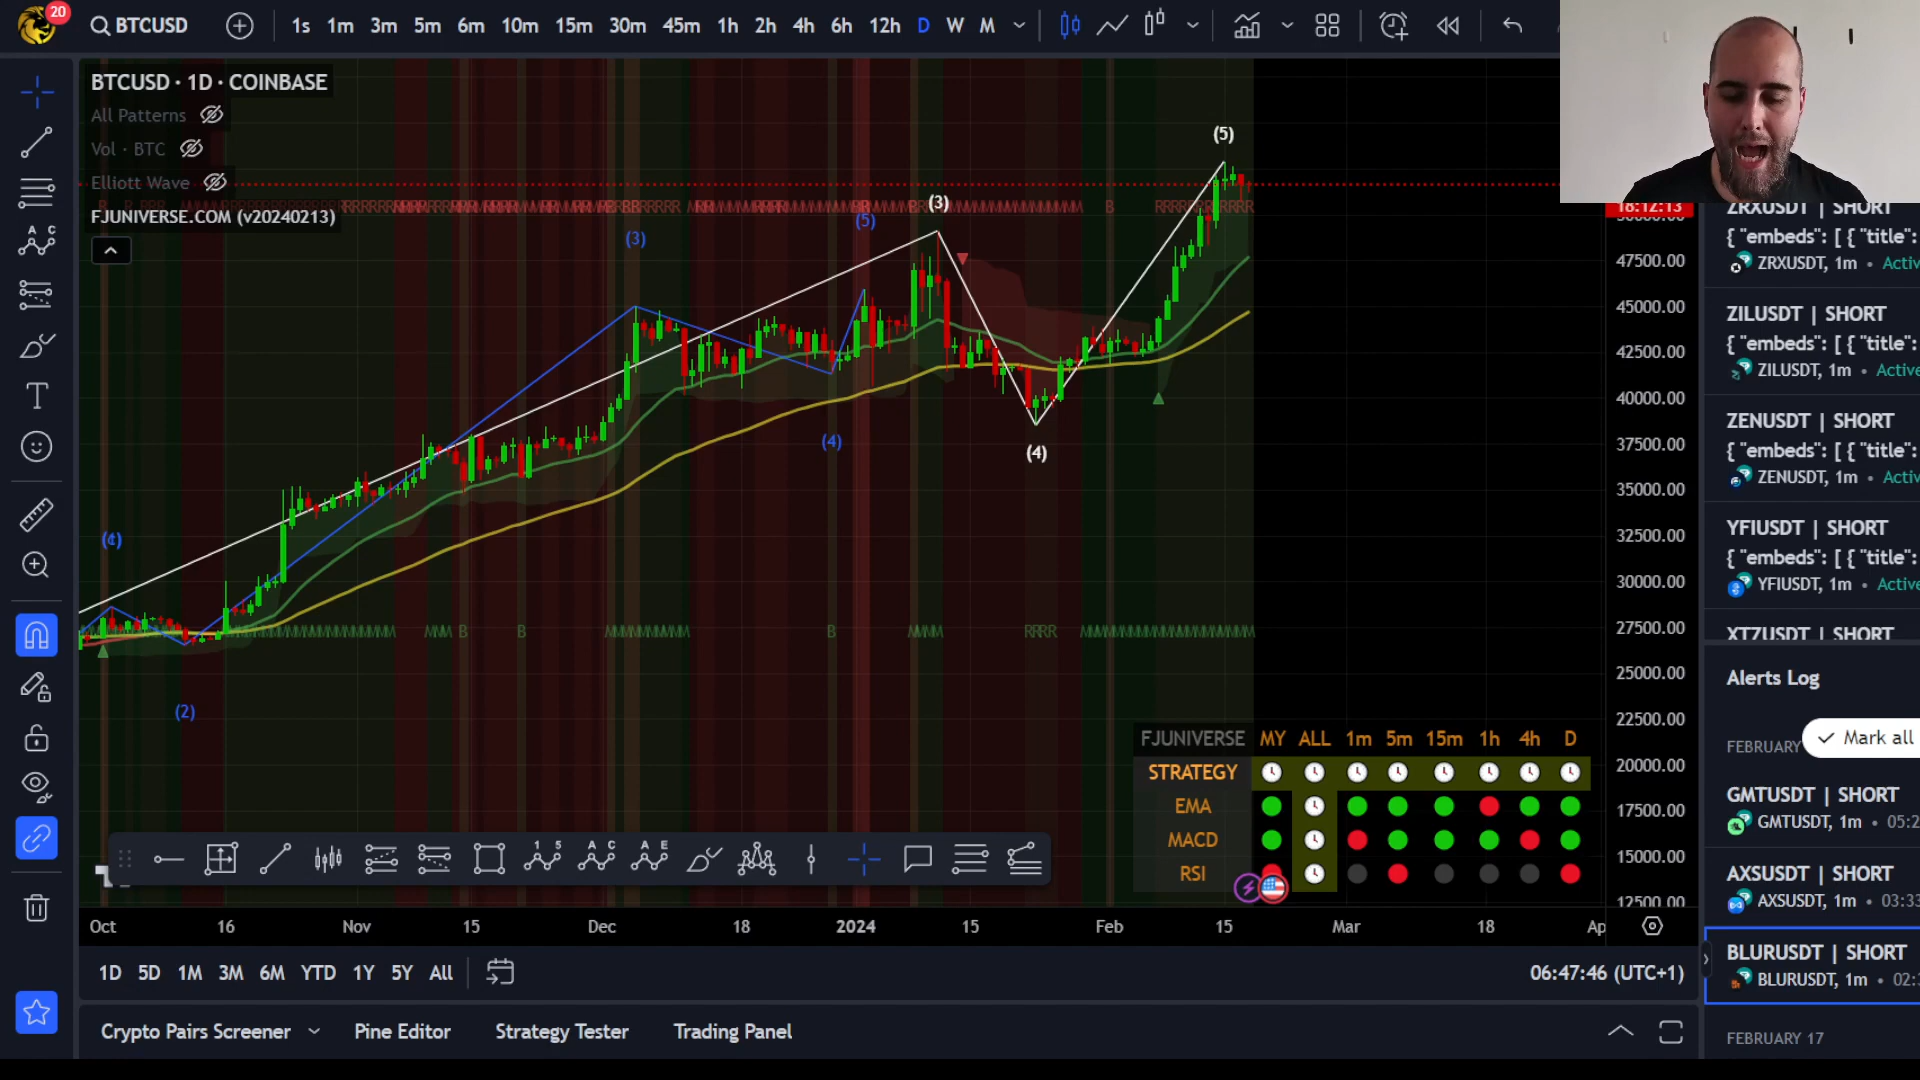 20
BTCUSD
1s 1m 3m 5m 6m 10m 15m 30m 45m 1h 2h 4h 6h 12h D W M
BTCUSD · 1D · COINBASE
All Patterns
Vol · BTC
Elliott Wave
FJUNIVERSE.COM (v20240213)
(5)
(3)
(5)
(3)
(4)
(4)
(2)
B
B
B
B
RRRR
16:12:13
47500.00
45000.00
42500.00
40000.00
37500.00
35000.00
32500.00
30000.00
27500.00
25000.00
22500.00
20000.00
17500.00
15000.00
12500.00
FJUNIVERSE MY ALL 1m 5m 15m 1h 4h D
STRATEGY
EMA
MACD
RSI
Oct 16 Nov 15 Dec 18 2024 15 Feb 15 Mar 18 Ap
1D 5D 1M 3M 6M YTD 1Y 5Y All
06:47:46 (UTC+1)
Crypto Pairs Screener Pine Editor Strategy Tester Trading Panel
ZRXUSDT | SHORT
{ "embeds": [ { "title":
ZRXUSDT, 1m • Acti
ZILUSDT | SHORT
{ "embeds": [ { "title":
ZILUSDT, 1m • Active
ZENUSDT | SHORT
{ "embeds": [ { "title":
ZENUSDT, 1m • Acti
YFIUSDT | SHORT
{ "embeds": [ { "title":
YFIUSDT, 1m • Active
XTZUSDT | SHORT
Alerts Log
FEBRUARY
Mark all
GMTUSDT | SHORT
GMTUSDT, 1m • 05:2
AXSUSDT | SHORT
AXSUSDT, 1m • 03:33
BLURUSDT | SHORT
BLURUSDT, 1m • 02:
FEBRUARY 17